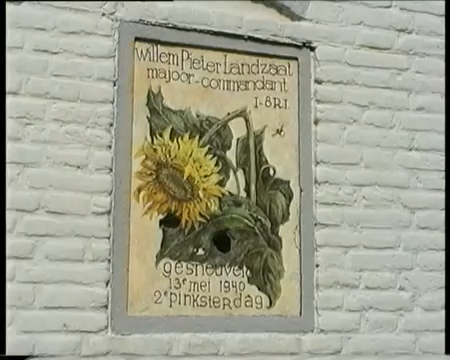 Willem Pieter Landzaat
majoor-commandant
I-8 R.I.
gesneuveld
13e mei 1940
2e pinksterdag